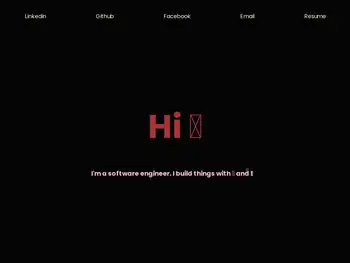 Linkedin
Github
Facebook
Email
Resume
Hi
I'm a software engineer. I build things with and !